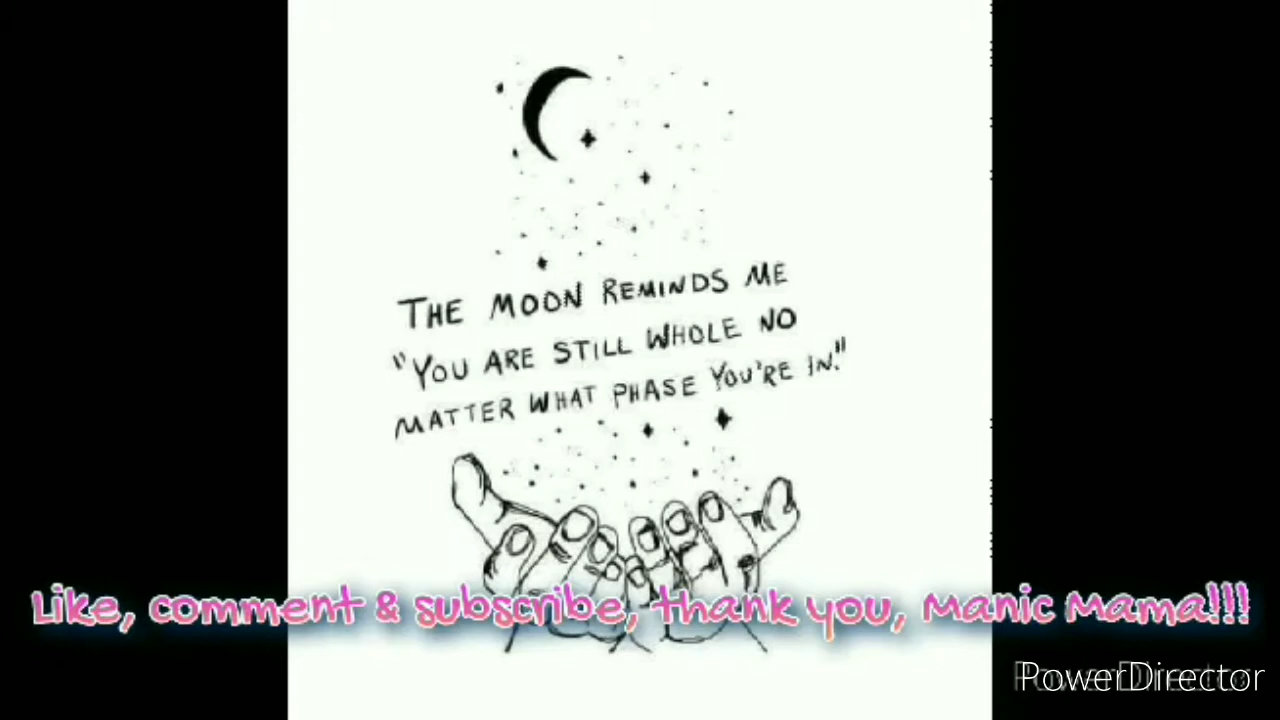 THE MOON REMINDS ME
"YOU ARE STILL WHOLE NO
MATTER WHAT PHASE YOU'RE IN."
Like, comment & subscribe, thank you, Manic Mama!!!
PowerDirector